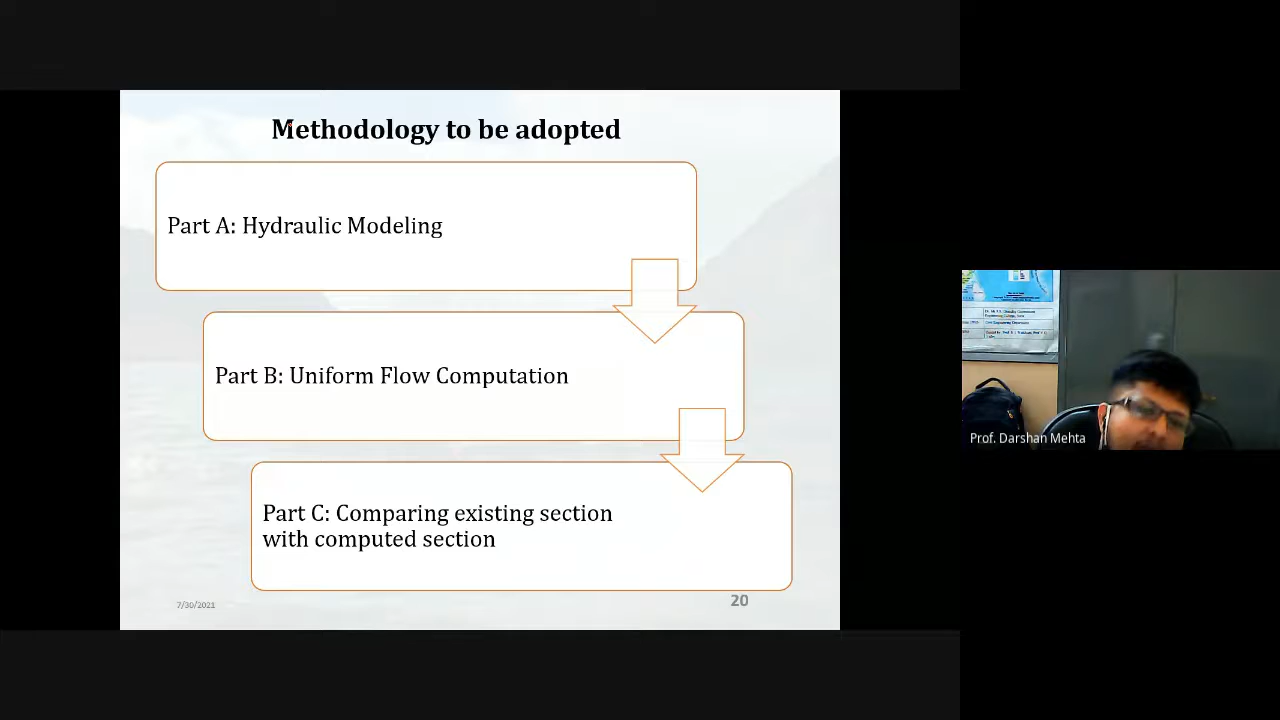 Methodology to be adopted
Part A: Hydraulic Modeling
Part B: Uniform Flow Computation
Part C: Comparing existing section
with computed section
7/30/2021
20
Prof. Darshan Mehta